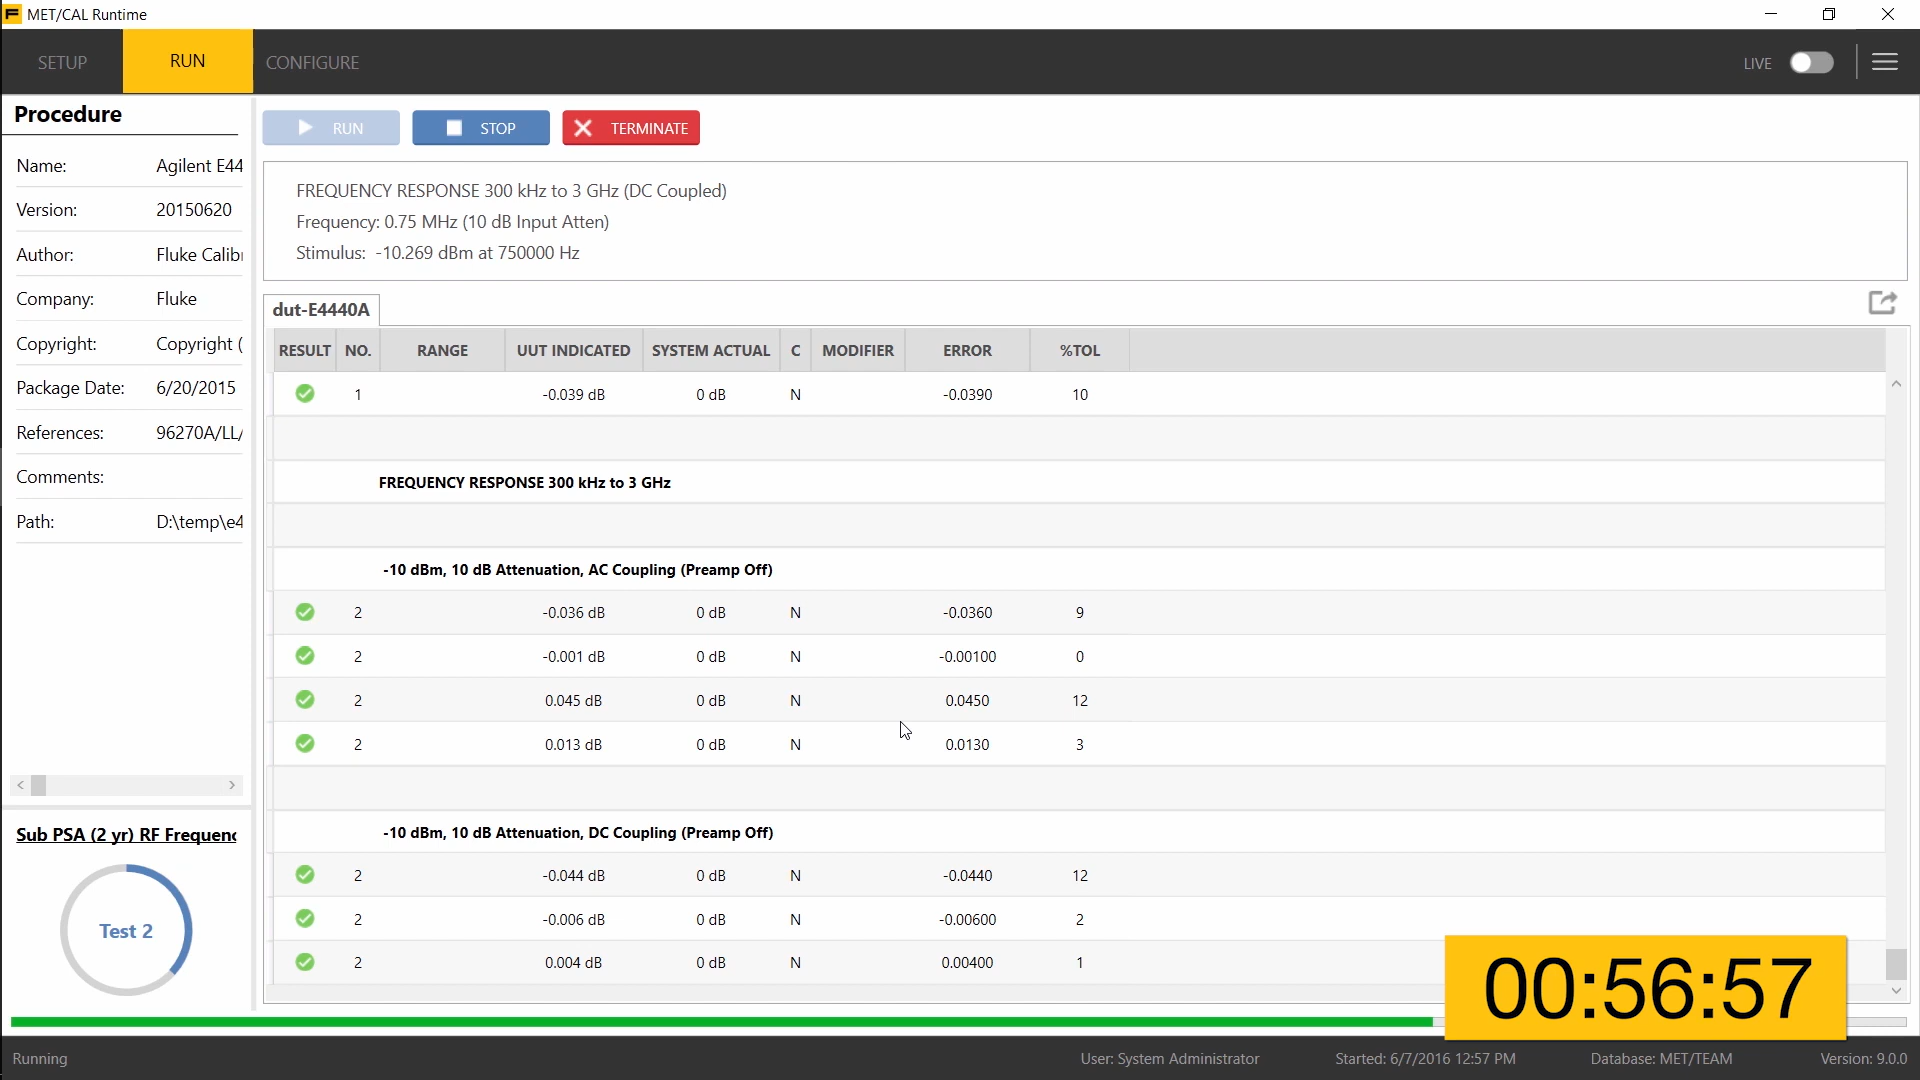 MET/CAL Runtime
SETUP RUN CONFIGURE LIVE
Procedure
Name: Agilent E44
Version: 20150620
Author: Fluke Calibr
Company: Fluke
Copyright: Copyright (
Package Date: 6/20/2015
References: 96270A/LL/
Comments:
Path: D:\temp\e4
Sub PSA (2 yr) RF Frequenc
Test 2
RUN STOP TERMINATE
FREQUENCY RESPONSE 300 kHz to 3 GHz (DC Coupled)
Frequency: 0.75 MHz (10 dB Input Atten)
Stimulus: -10.269 dBm at 750000 Hz
dut-E4440A
RESULT NO. RANGE UUT INDICATED SYSTEM ACTUAL C MODIFIER ERROR %TOL
1 -0.039 dB 0 dB N -0.0390 10
FREQUENCY RESPONSE 300 kHz to 3 GHz
-10 dBm, 10 dB Attenuation, AC Coupling (Preamp Off)
2 -0.036 dB 0 dB N -0.0360 9
2 -0.001 dB 0 dB N -0.00100 0
2 0.045 dB 0 dB N 0.0450 12
2 0.013 dB 0 dB N 0.0130 3
-10 dBm, 10 dB Attenuation, DC Coupling (Preamp Off)
2 -0.044 dB 0 dB N -0.0440 12
2 -0.006 dB 0 dB N -0.00600 2
2 0.004 dB 0 dB N 0.00400 1
00:56:57
Running User: System Administrator Started: 6/7/2016 12:57 PM Database: MET/TEAM Version: 9.0.0